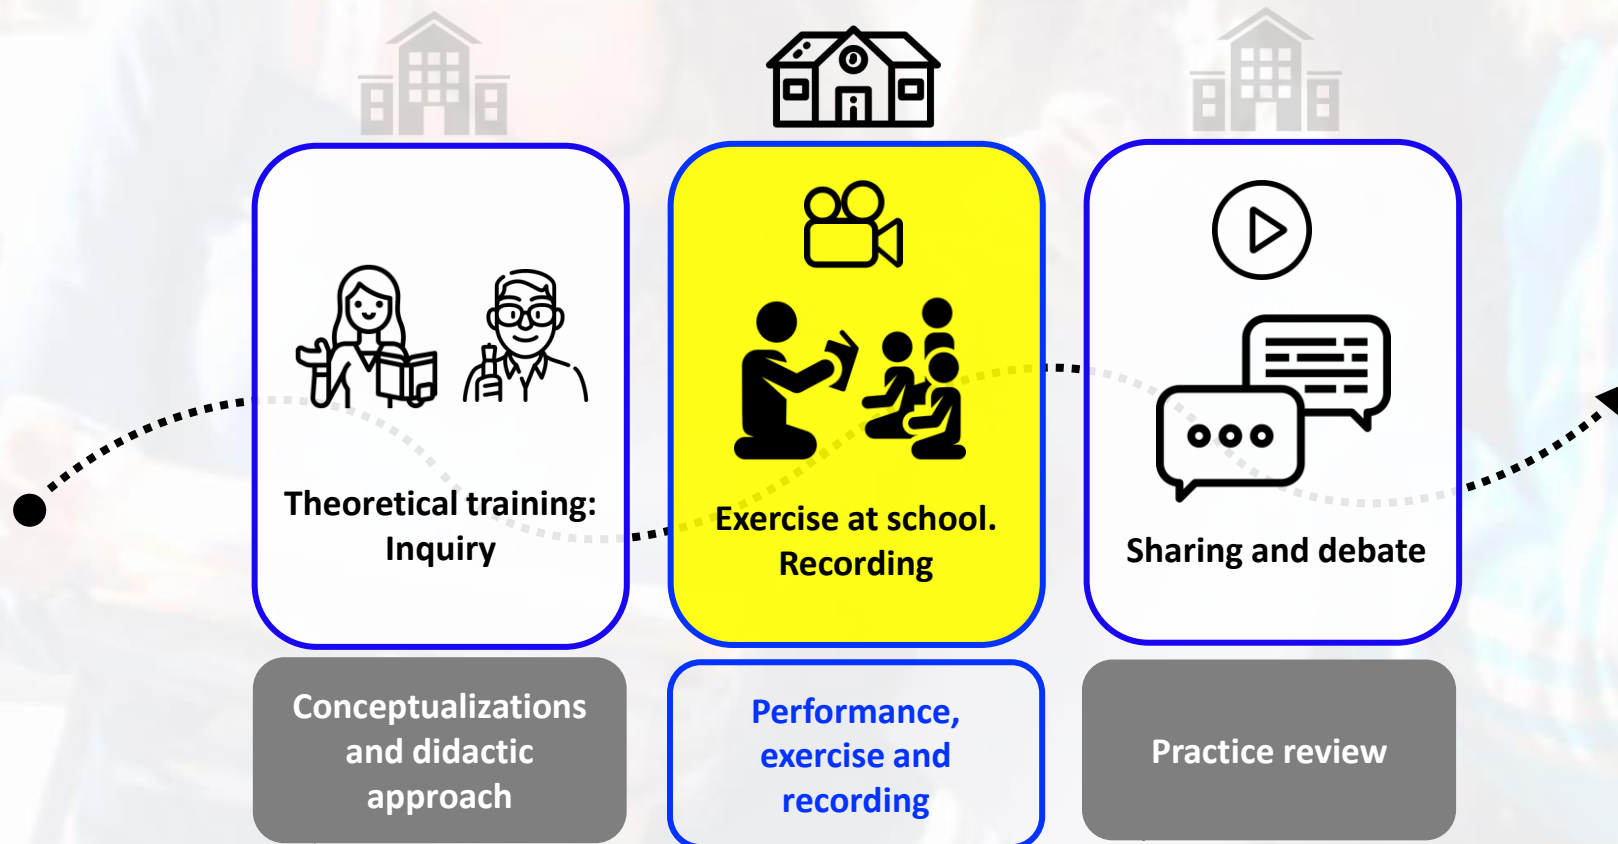 Theoretical training:
Inquiry
Exercise at school.
Recording
Sharing and debate
Conceptualizations
and didactic
approach
Performance,
exercise and
recording
Practice review